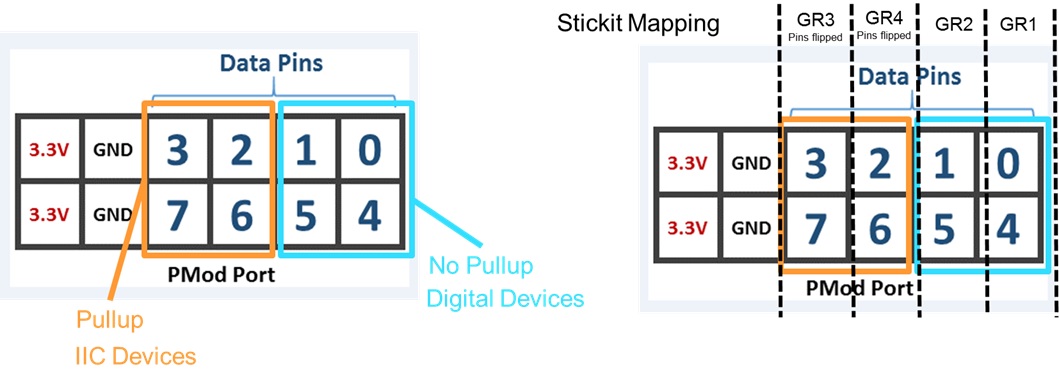 Data Pins
3.3V GND 3 2 1 0
3.3V GND 7 6 5 4
PMod Port
Pullup
IIC Devices
No Pullup
Digital Devices
Stickit Mapping
GR3 GR4 GR2 GR1
Pins flipped Pins flipped
Data Pins
3.3V GND 3 2 1 0
3.3V GND 7 6 5 4
PMod Port